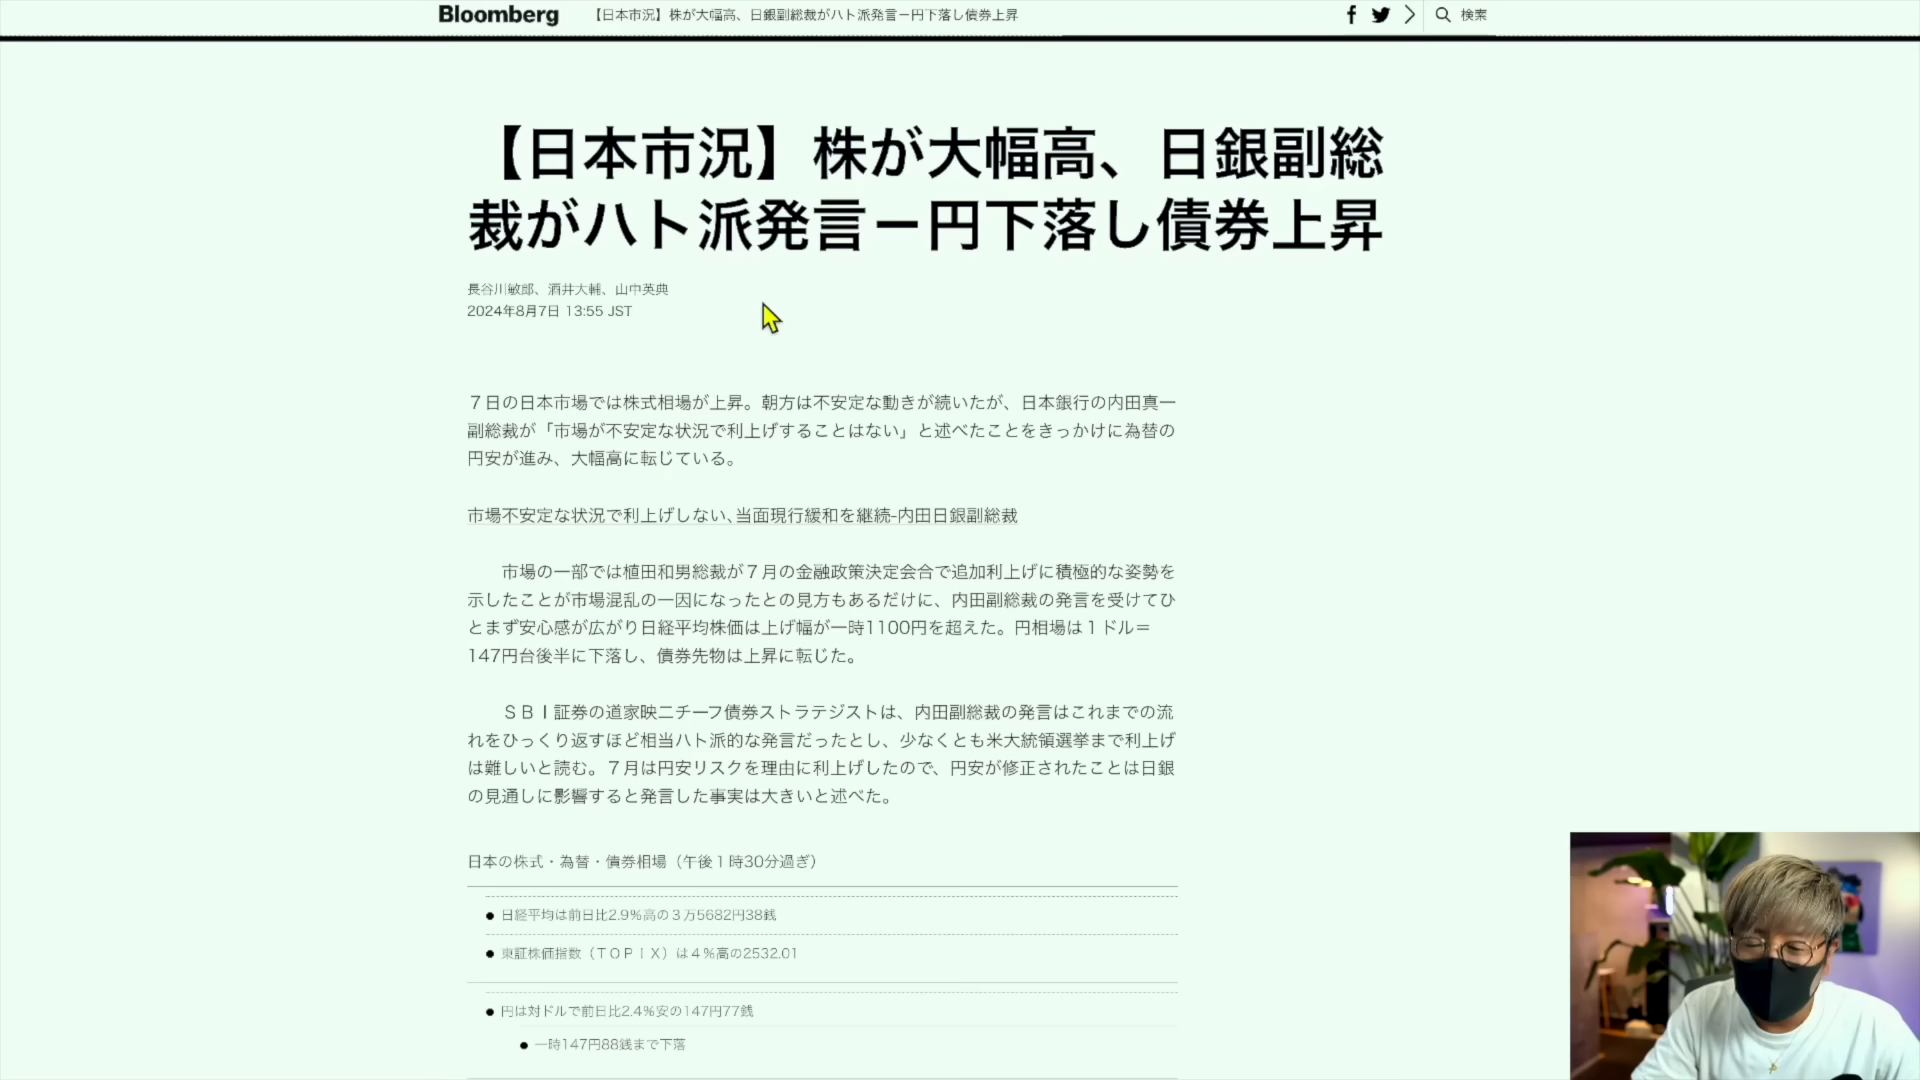 Bloomberg
【日本市況】株が大幅高、日銀副総裁がハト派発言ー円下落し債券上昇
検索
【日本市況】株が大幅高、日銀副総
裁がハト派発言ー円下落し債券上昇
長谷川敏郎、酒井大輔、山中英典
2024年8月7日 13:55 JST
７日の日本市場では株式相場が上昇。朝方は不安定な動きが続いたが、日本銀行の内田真一
副総裁が「市場が不安定な状況で利上げすることはない」と述べたことをきっかけに為替の
円安が進み、大幅高に転じている。
市場不安定な状況で利上げしない、当面現行緩和を継続-内田日銀副総裁
市場の一部では植田和男総裁が７月の金融政策決定会合で追加利上げに積極的な姿勢を
示したことが市場混乱の一因になったとの見方もあるだけに、内田副総裁の発言を受けてひ
とまず安心感が広がり日経平均株価は上げ幅が一時1100円を超えた。円相場は１ドル＝
147円台後半に下落し、債券先物は上昇に転じた。
ＳＢＩ証券の道家映二チーフ債券ストラテジストは、内田副総裁の発言はこれまでの流
れをひっくり返すほど相当ハト派的な発言だったとし、少なくとも米大統領選挙まで利上げ
は難しいと読む。７月は円安リスクを理由に利上げしたので、円安が修正されたことは日銀
の見通しに影響すると発言した事実は大きいと述べた。
日本の株式・為替・債券相場（午後１時30分過ぎ）
● 日経平均は前日比2.9％高の３万5682円38銭
● 東証株価指数（ＴＯＰＩＸ）は４％高の2532.01
● 円は対ドルで前日比2.4％安の147円77銭
● 一時147円88銭まで下落